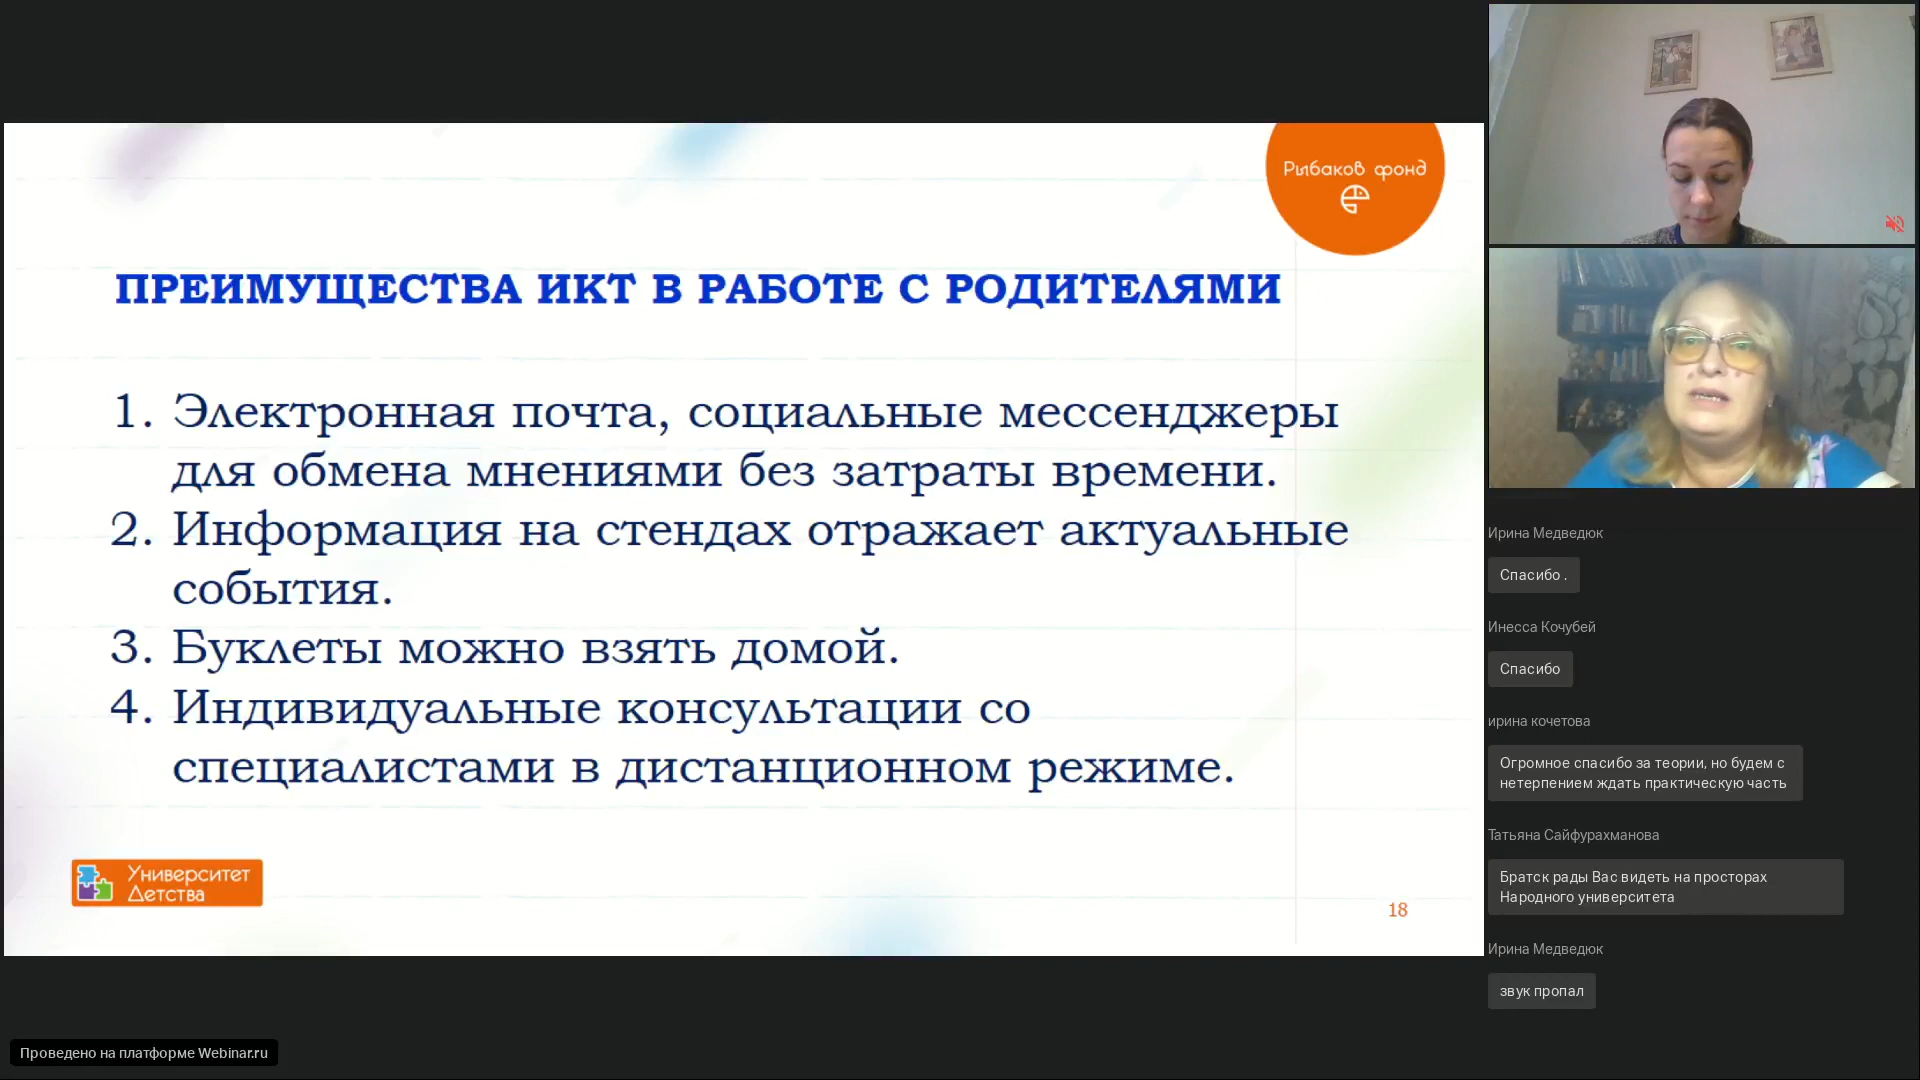 Рыбаков фонд
ПРЕИМУЩЕСТВА ИКТ В РАБОТЕ С РОДИТЕЛЯМИ
1. Электронная почта, социальные мессенджеры
для обмена мнениями без затраты времени.
2. Информация на стендах отражает актуальные
события.
3. Буклеты можно взять домой.
4. Индивидуальные консультации со
специалистами в дистанционном режиме.
Университет
Детства
18
Проведено на платформе Webinar.ru
Ирина Медведюк
Спасибо .
Инесса Кочубей
Спасибо
ирина кочетова
Огромное спасибо за теории, но будем с
нетерпением ждать практическую часть
Татьяна Сайфурахманова
Братск рады Вас видеть на просторах
Народного университета
Ирина Медведюк
звук пропал